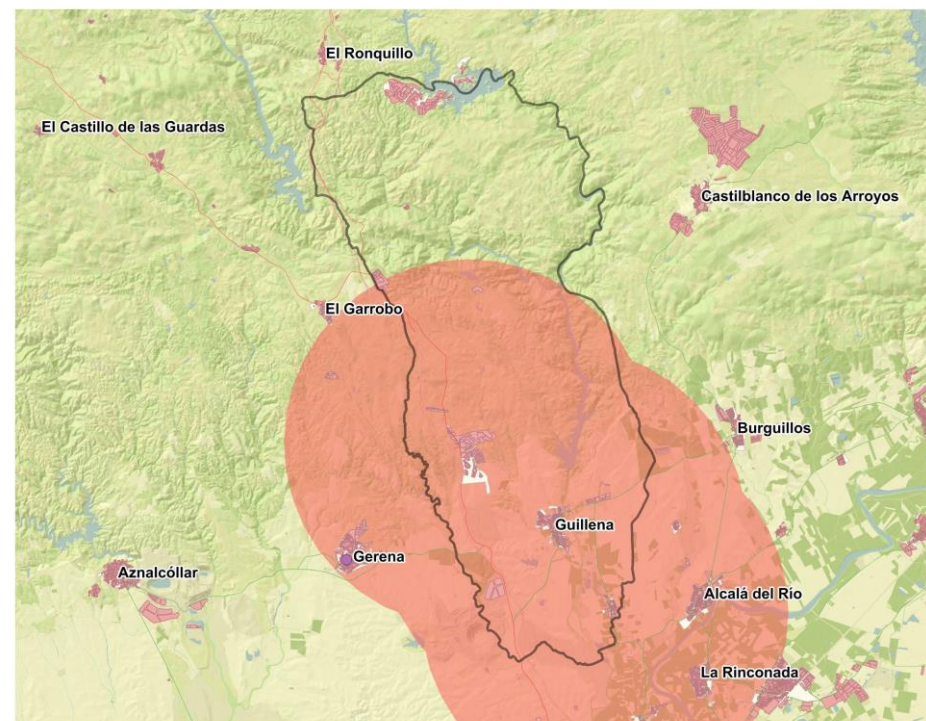 El Ronquillo
El Castillo de las Guardas
Castilblanco de los Arroyos
El Garrobo
Burguillos
Guillena
Gerena
Aznalcóllar
Alcalá del Río
La Rinconada